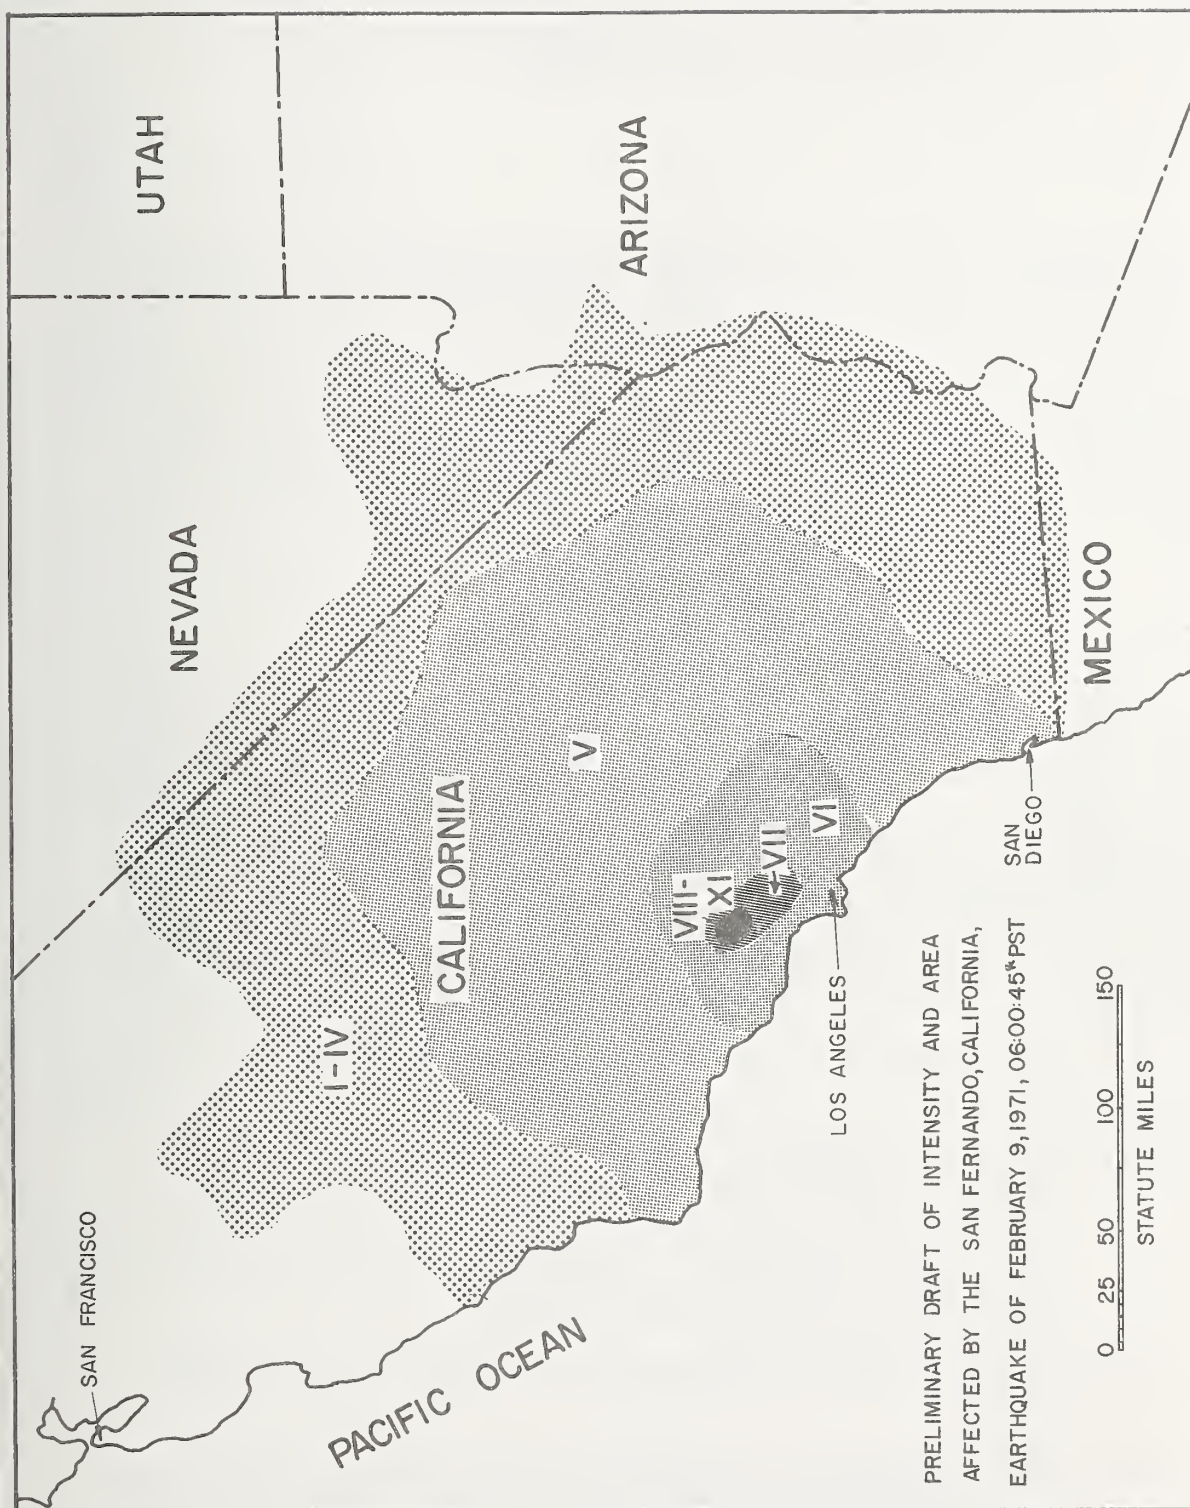 UTAH
NEVADA
ARIZONA
SAN FRANCISCO
I-IV
CALIFORNIA
V
VIII-
XI
VII
VI
PACIFIC OCEAN
LOS ANGELES
SAN
DIEGO
MEXICO
PRELIMINARY DRAFT OF INTENSITY AND AREA
AFFECTED BY THE SAN FERNANDO, CALIFORNIA,
EARTHQUAKE OF FEBRUARY 9, 1971, 06:00:45* PST
0 25 50 100 150
STATUTE MILES